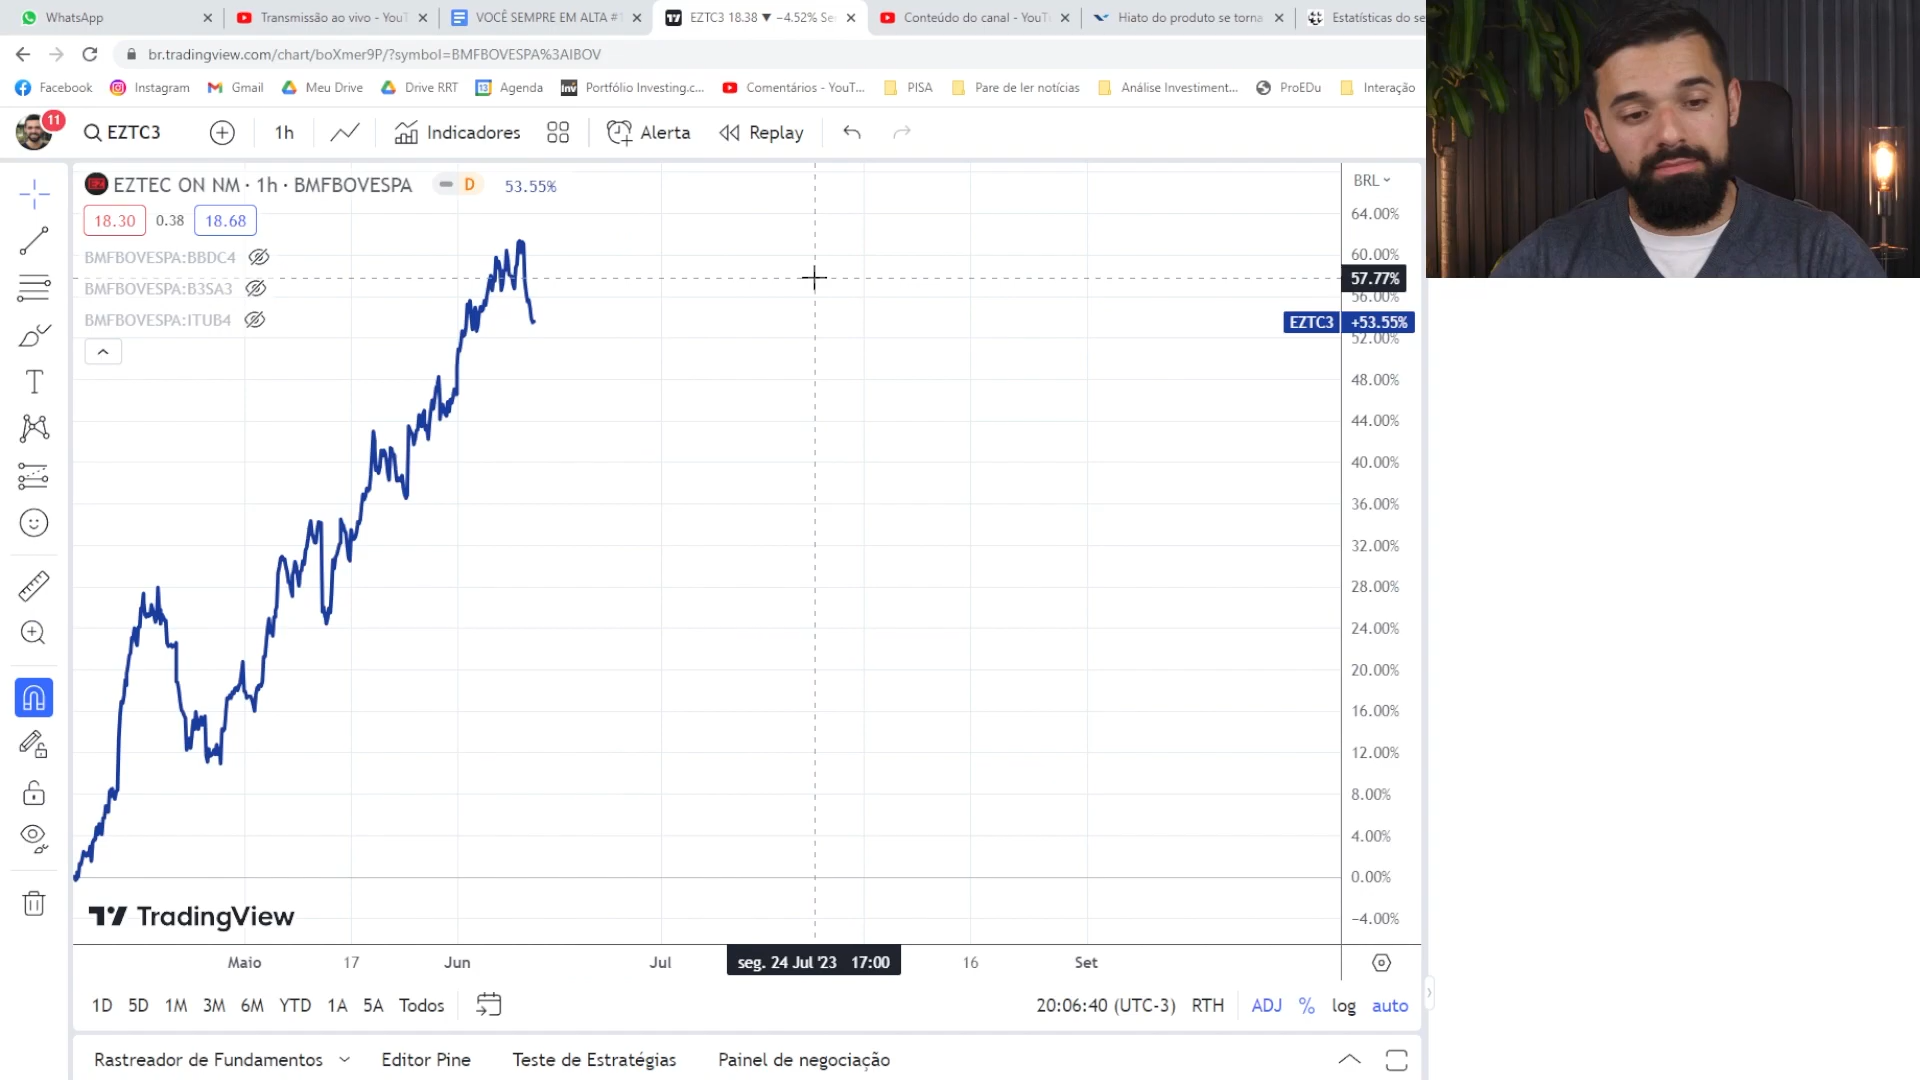 WhatsApp
Transmissão ao vivo - YouT
VOCÊ SEMPRE EM ALTA #1
EZTC3 18.38 ▼ −4.52% Se
Conteúdo do canal - YouT
Hiato do produto se torna
Estatísticas do se
br.tradingview.com/chart/boXmer9P/?symbol=BMFBOVESPA%3AIBOV
Facebook
Instagram
Gmail
Meu Drive
Drive RRT
Agenda
Portfólio Investing.c...
Comentários - YouT...
PISA
Pare de ler notícias
Análise Investiment...
ProEDu
Interação
11
EZTC3
1h
Indicadores
Alerta
Replay
EZTEC ON NM · 1h · BMFBOVESPA
D
53.55%
BRL
18.30
0.38
18.68
BMFBOVESPA:BBDC4
BMFBOVESPA:B3SA3
BMFBOVESPA:ITUB4
64.00%
60.00%
57.77%
56.00%
EZTC3 +53.55%
52.00%
48.00%
44.00%
40.00%
36.00%
32.00%
28.00%
24.00%
20.00%
16.00%
12.00%
8.00%
4.00%
0.00%
−4.00%
TradingView
Maio
17
Jun
Jul
seg. 24 Jul '23 17:00
16
Set
1D 5D 1M 3M 6M YTD 1A 5A Todos
20:06:40 (UTC-3) RTH ADJ % log auto
Rastreador de Fundamentos
Editor Pine
Teste de Estratégias
Painel de negociação